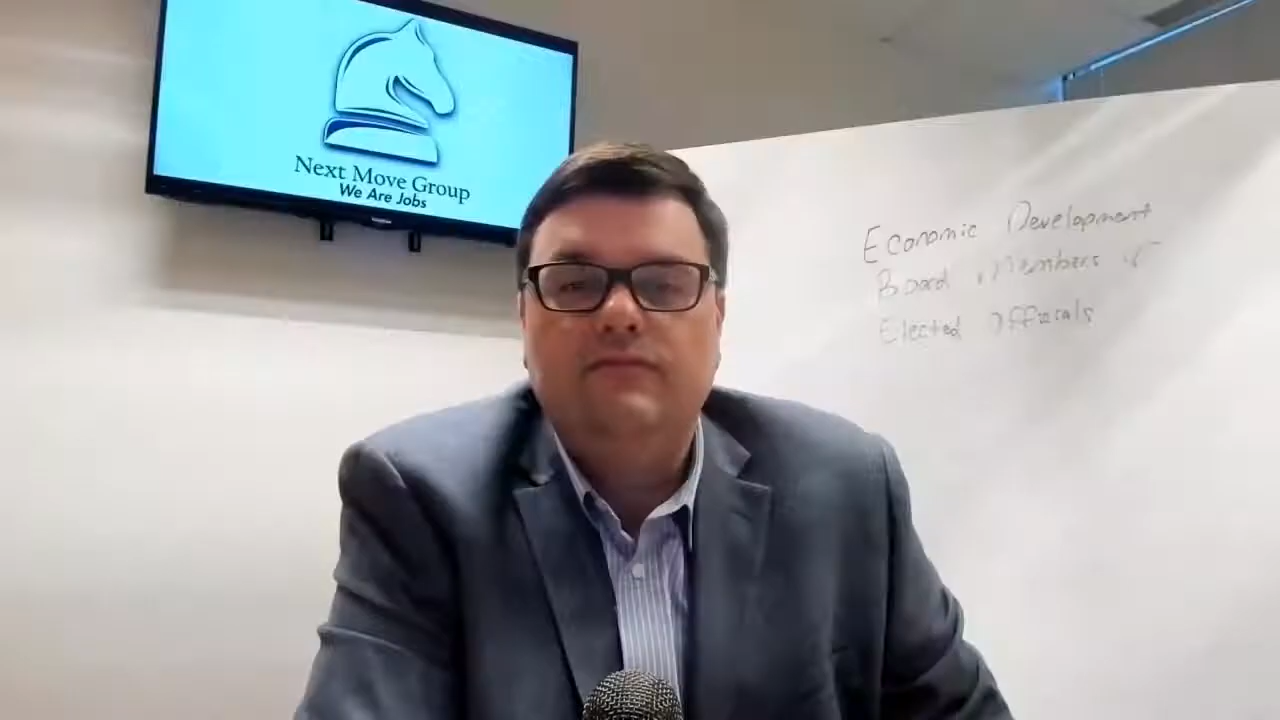 Next Move Group
We Are Jobs
Economic Development
Board Members
Elected Officials